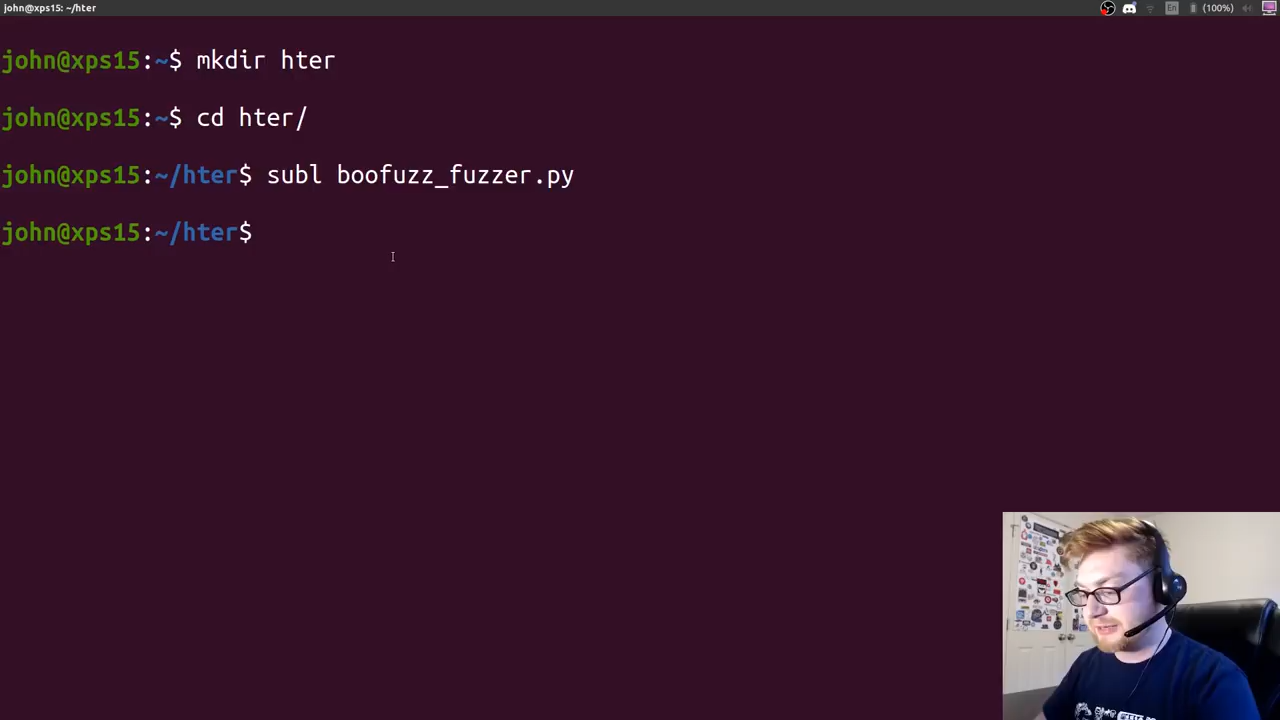 john@xps15: ~/hter
En
(100%)
john@xps15:~$ mkdir hter
john@xps15:~$ cd hter/
john@xps15:~/hter$ subl boofuzz_fuzzer.py
john@xps15:~/hter$